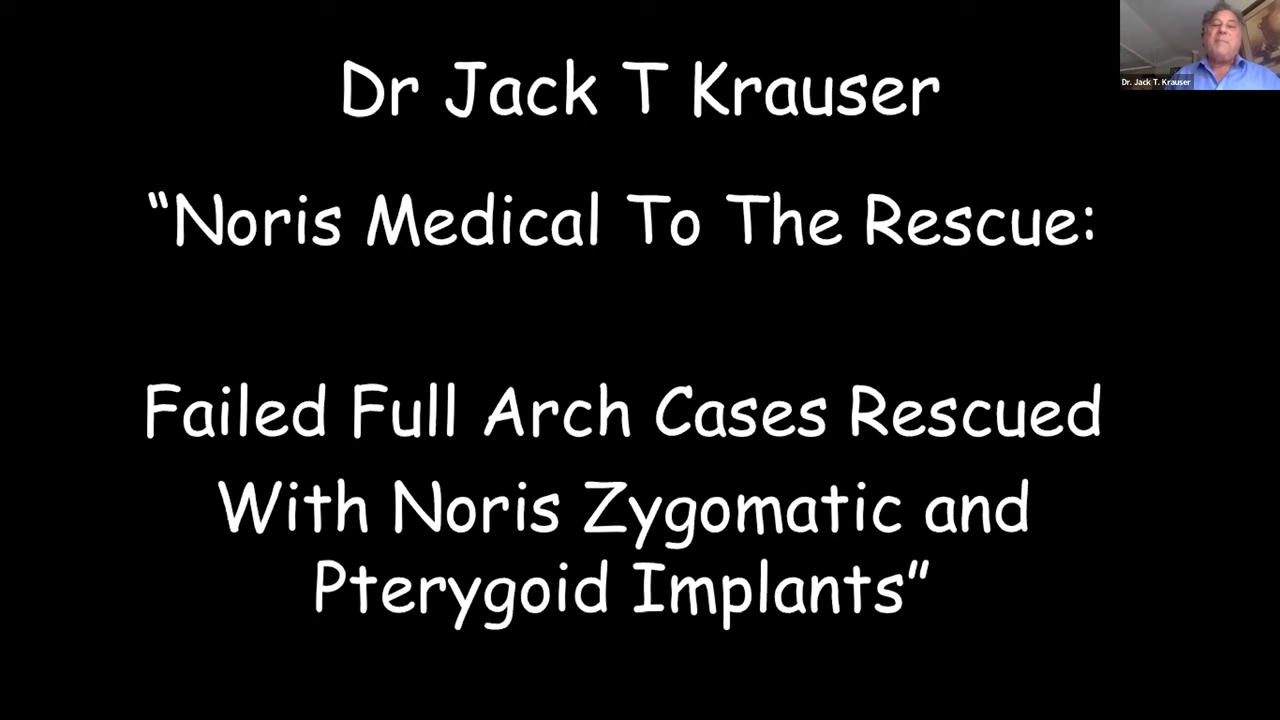 Dr Jack T Krauser
Dr. Jack T. Krauser
“Noris Medical To The Rescue:
Failed Full Arch Cases Rescued
With Noris Zygomatic and
Pterygoid Implants”